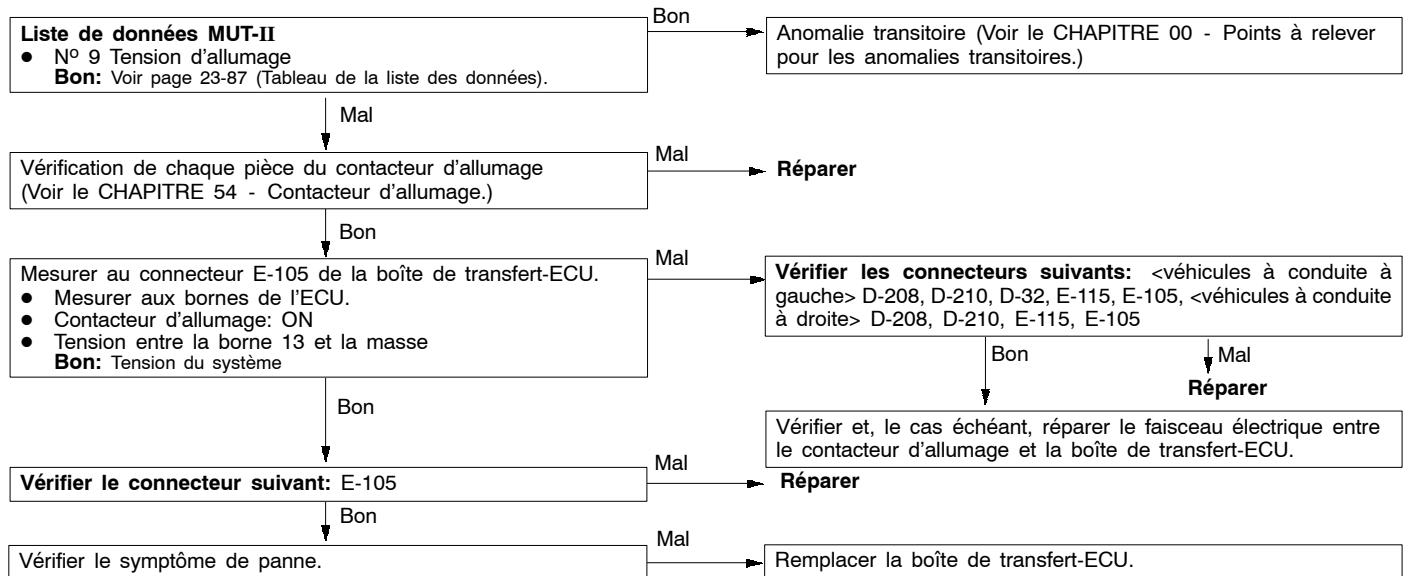 Liste de données MUT-II
● Nº 9 Tension d'allumage
Bon: Voir page 23-87 (Tableau de la liste des données).
Bon
Anomalie transitoire (Voir le CHAPITRE 00 - Points à relever
pour les anomalies transitoires.)
Mal
Vérification de chaque pièce du contacteur d'allumage
(Voir le CHAPITRE 54 - Contacteur d'allumage.)
Mal
Réparer
Bon
Mesurer au connecteur E-105 de la boîte de transfert-ECU.
● Mesurer aux bornes de l'ECU.
● Contacteur d'allumage: ON
● Tension entre la borne 13 et la masse
Bon: Tension du système
Mal
Vérifier les connecteurs suivants: <véhicules à conduite à
gauche> D-208, D-210, D-32, E-115, E-105, <véhicules à conduite
à droite> D-208, D-210, E-115, E-105
Bon
Mal
Réparer
Bon
Vérifier et, le cas échéant, réparer le faisceau électrique entre
le contacteur d'allumage et la boîte de transfert-ECU.
Vérifier le connecteur suivant: E-105
Mal
Réparer
Bon
Vérifier le symptôme de panne.
Mal
Remplacer la boîte de transfert-ECU.